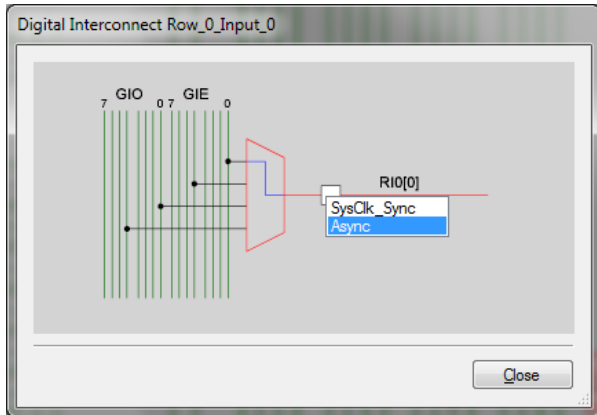 Digital Interconnect Row_0_Input_0
GIO GIE
7 0 7 0
RI0[0]
SysClk_Sync
Async
Close